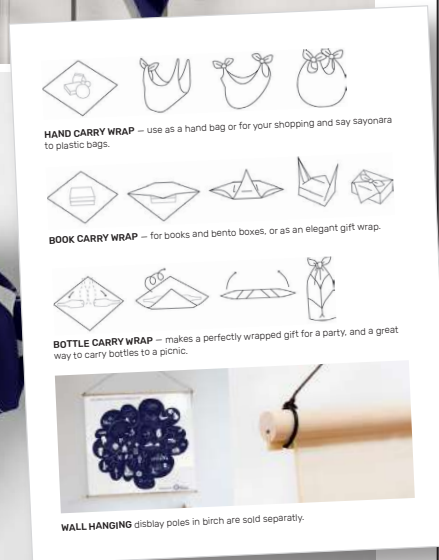 HAND CARRY WRAP – use as a hand bag or for your shopping and say sayonara
to plastic bags.
BOOK CARRY WRAP – for books and bento boxes, or as an elegant gift wrap.
BOTTLE CARRY WRAP – makes a perfectly wrapped gift for a party, and a great
way to carry bottles to a picnic.
WALL HANGING disblay poles in birch are sold separatly.